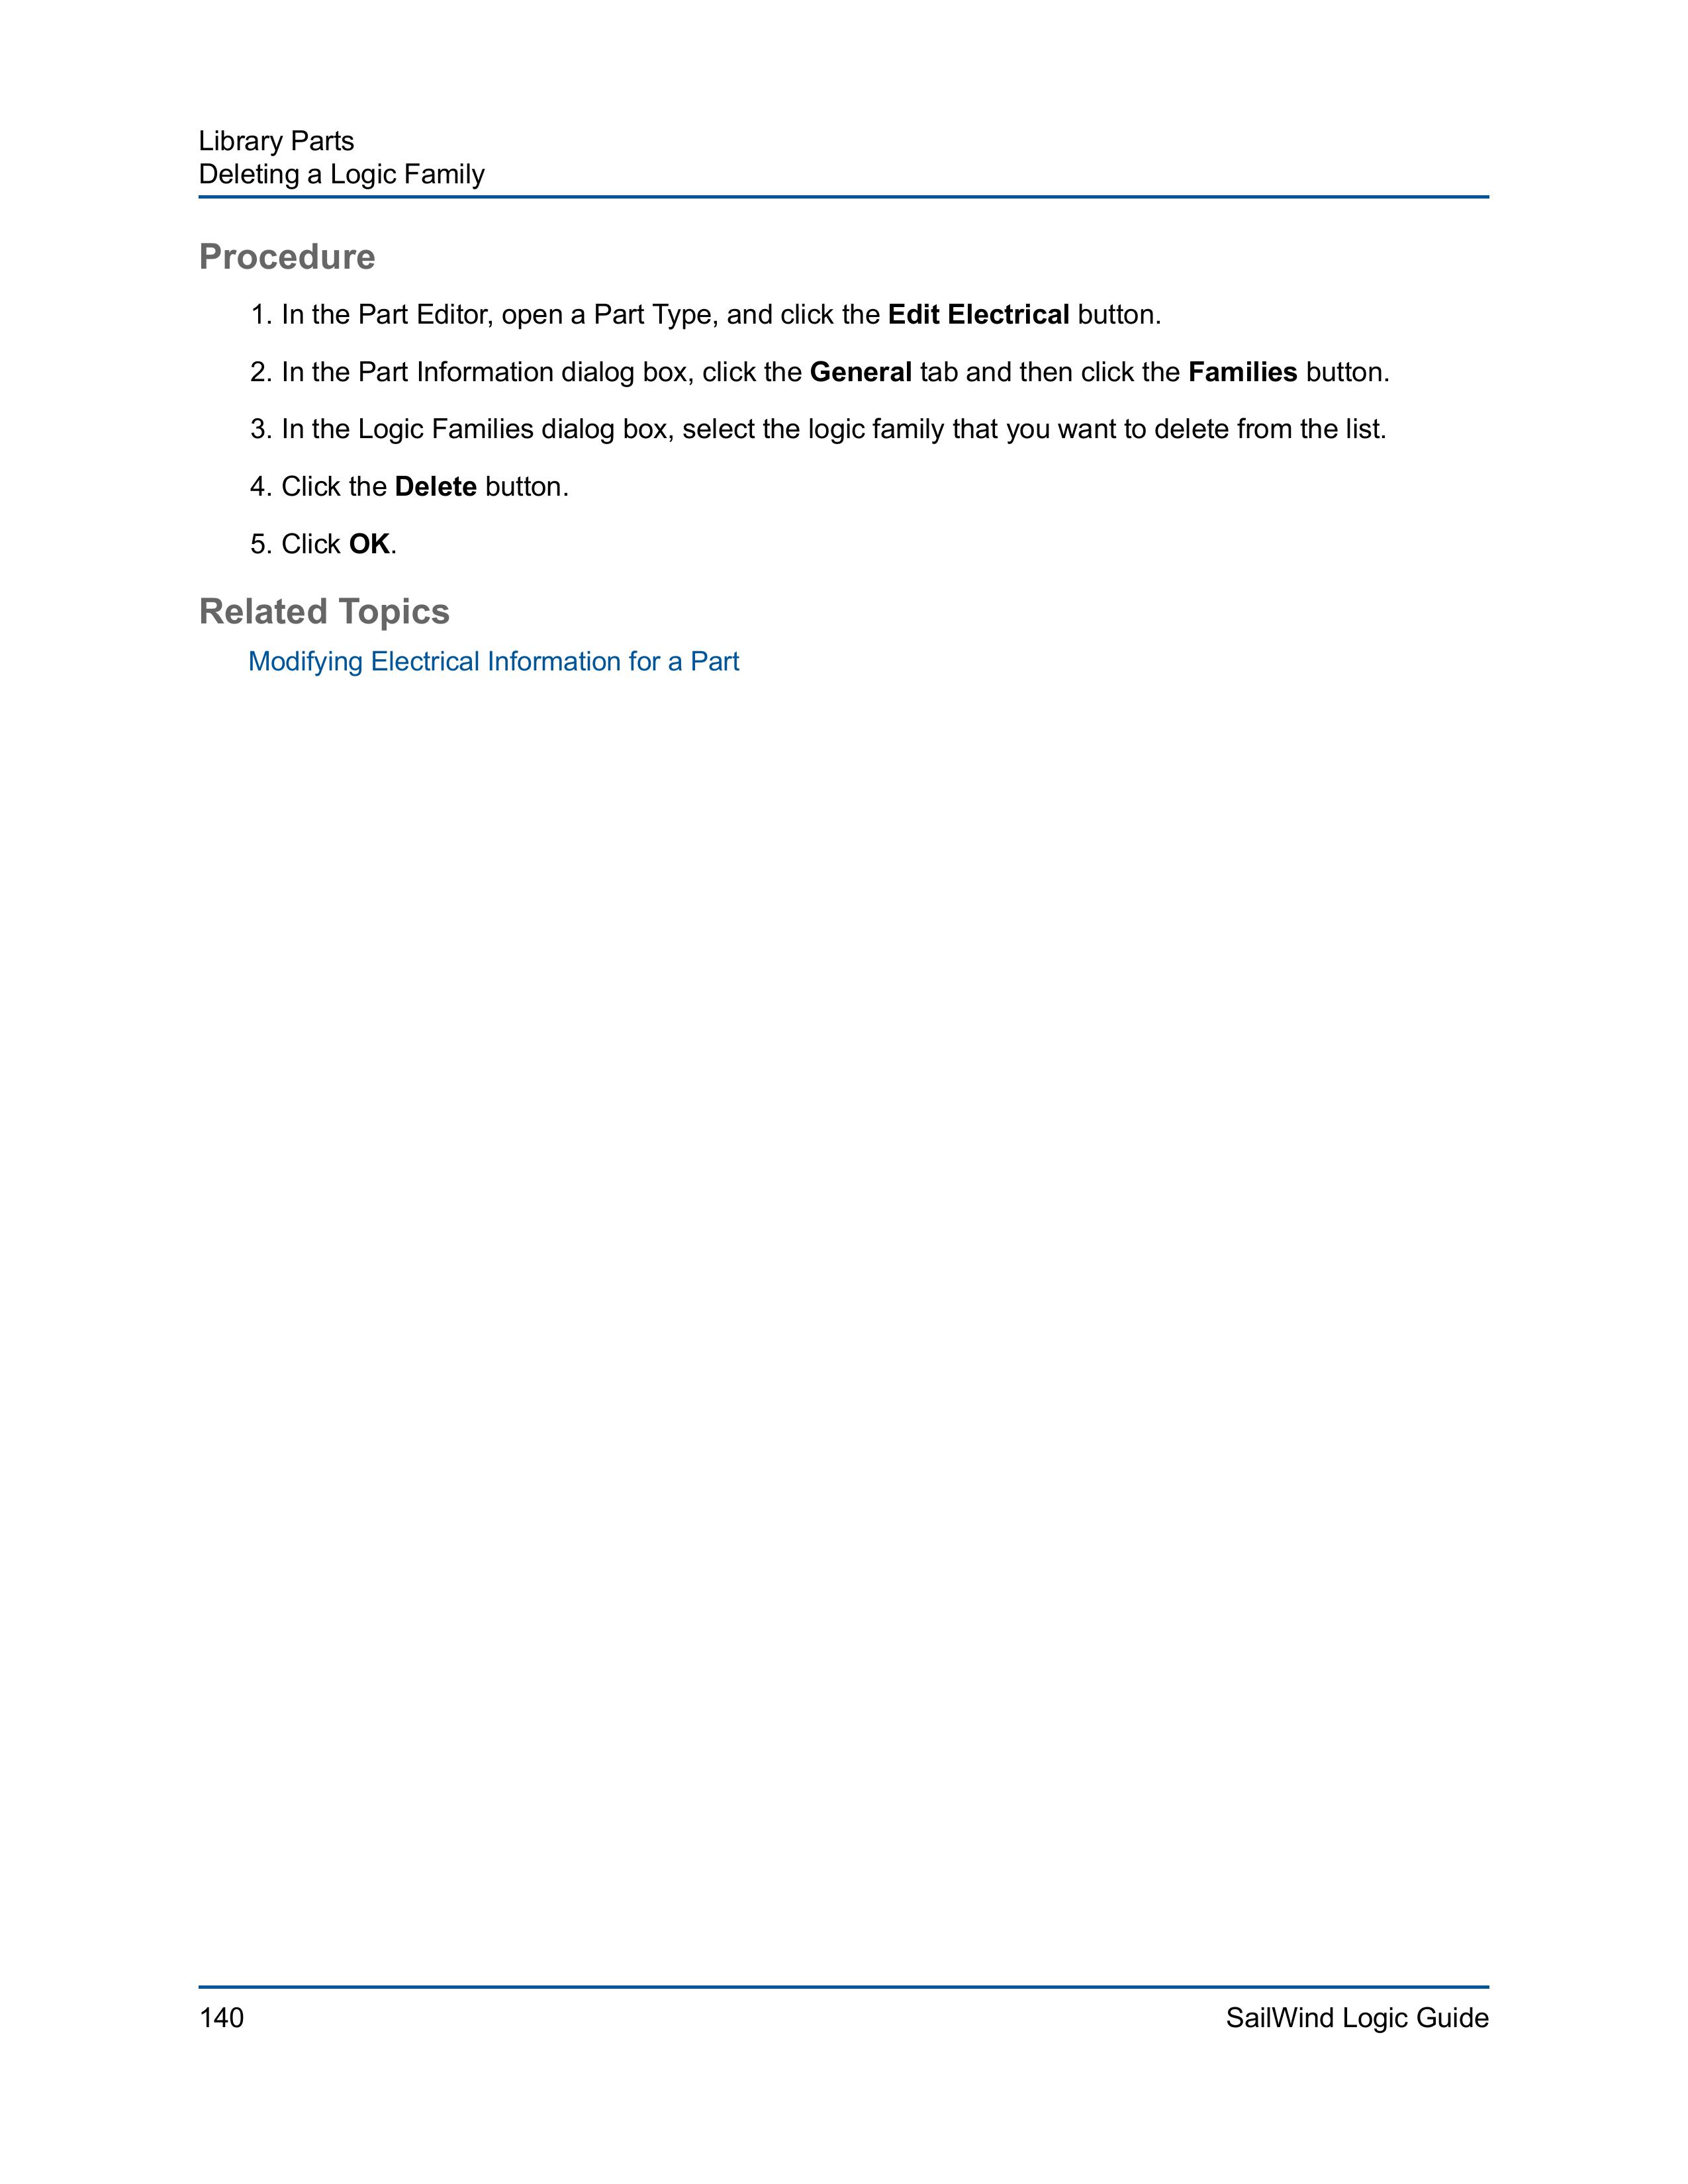 Library Parts
Deleting a Logic Family
Procedure
1. In the Part Editor, open a Part Type, and click the Edit Electrical button.
2. In the Part Information dialog box, click the General tab and then click the Families button.
3. In the Logic Families dialog box, select the logic family that you want to delete from the list.
4. Click the Delete button.
5. Click OK.
Related Topics
Modifying Electrical Information for a Part
140
SailWind Logic Guide